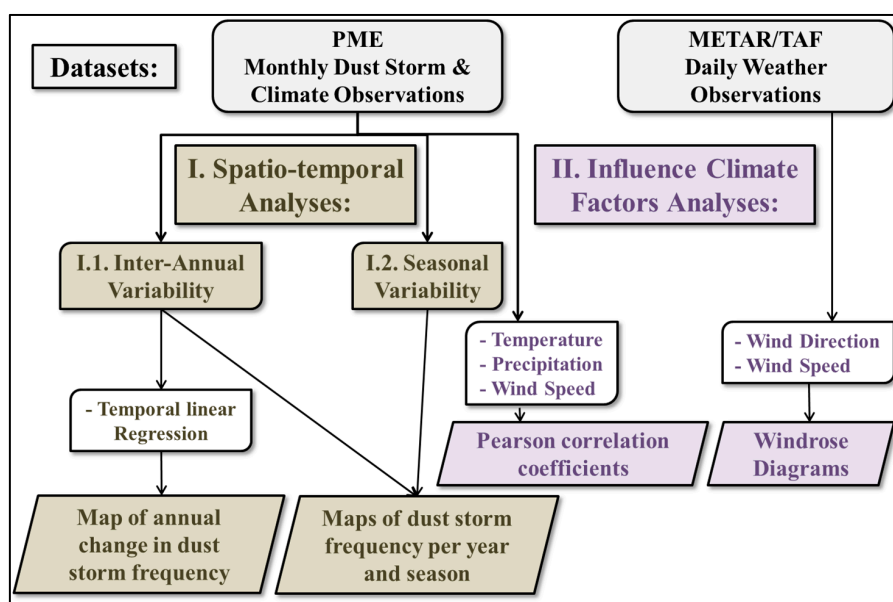 Datasets:
PME
Monthly Dust Storm &
Climate Observations
METAR/TAF
Daily Weather
Observations
I. Spatio-temporal
Analyses:
II. Influence Climate
Factors Analyses:
I.1. Inter-Annual
Variability
I.2. Seasonal
Variability
- Temperature
- Precipitation
- Wind Speed
- Wind Direction
- Wind Speed
- Temporal linear
Regression
Pearson correlation
coefficients
Windrose
Diagrams
Map of annual
change in dust
storm frequency
Maps of dust storm
frequency per year
and season